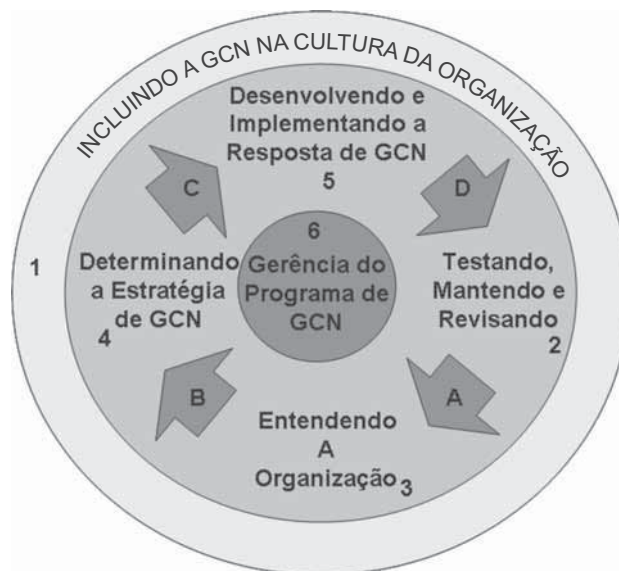 INCLUINDO A GCN NA CULTURA DA ORGANIZAÇÃO
Desenvolvendo e
Implementando a
Resposta de GCN
5
C
D
1
Determinando
a Estratégia
de GCN
4
6
Gerência do
Programa de
GCN
Testando,
Mantendo e
Revisando
2
B
A
Entendendo
A
Organização
3